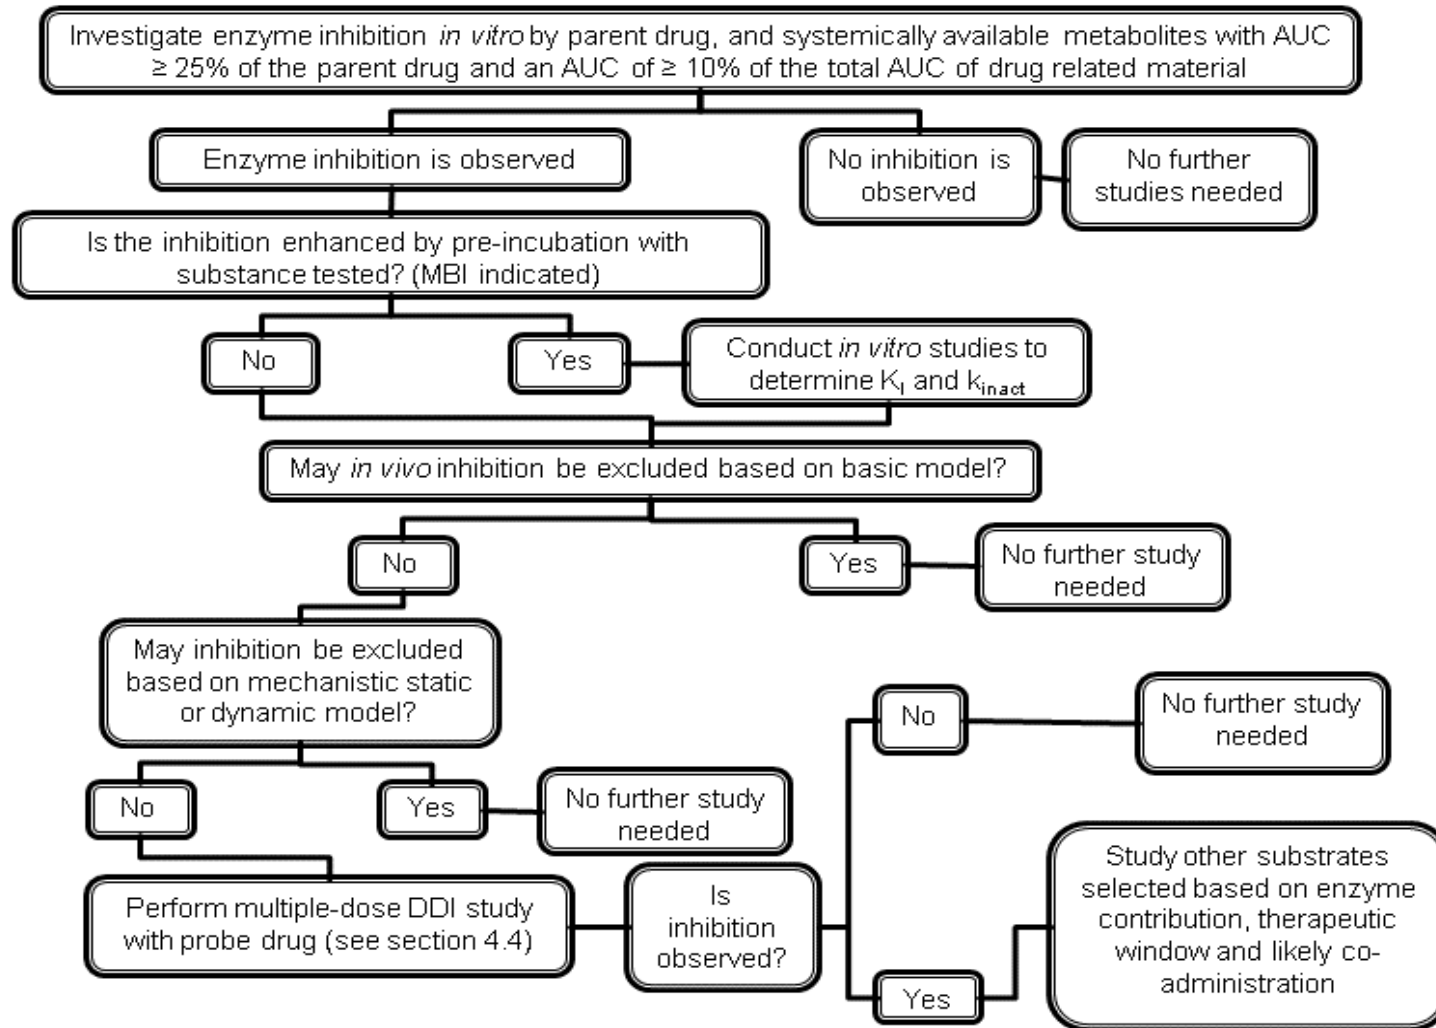 Investigate enzyme inhibition in vitro by parent drug, and systemically available metabolites with AUC
≥ 25% of the parent drug and an AUC of ≥ 10% of the total AUC of drug related material
Enzyme inhibition is observed
No inhibition is
observed
No further
studies needed
Is the inhibition enhanced by pre-incubation with
substance tested? (MBI indicated)
No
Yes
Conduct in vitro studies to
determine KI and kinact
May in vivo inhibition be excluded based on basic model?
No
Yes
No further study
needed
May inhibition be excluded
based on mechanistic static
or dynamic model?
No
No further study
needed
No
Yes
No further study
needed
Perform multiple-dose DDI study
with probe drug (see section 4.4)
Is
inhibition
observed?
Yes
Study other substrates
selected based on enzyme
contribution, therapeutic
window and likely co-
administration